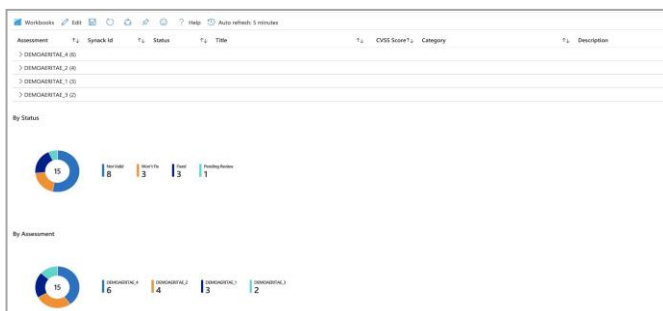 Workbooks Edit ? Help Auto refresh: 5 minutes
Assessment Synack Id Status Title CVSS Score Category Description
> DEMOAERITAE_4 (6)
> DEMOAERITAE_2 (4)
> DEMOAERITAE_1 (3)
> DEMOAERITAE_3 (2)
By Status
15
Not Valid Won't Fix Fixed Pending Review
8 3 3 1
By Assessment
15
DEMOAERITAE_4 DEMOAERITAE_2 DEMOAERITAE_1 DEMOAERITAE_3
6 4 3 2